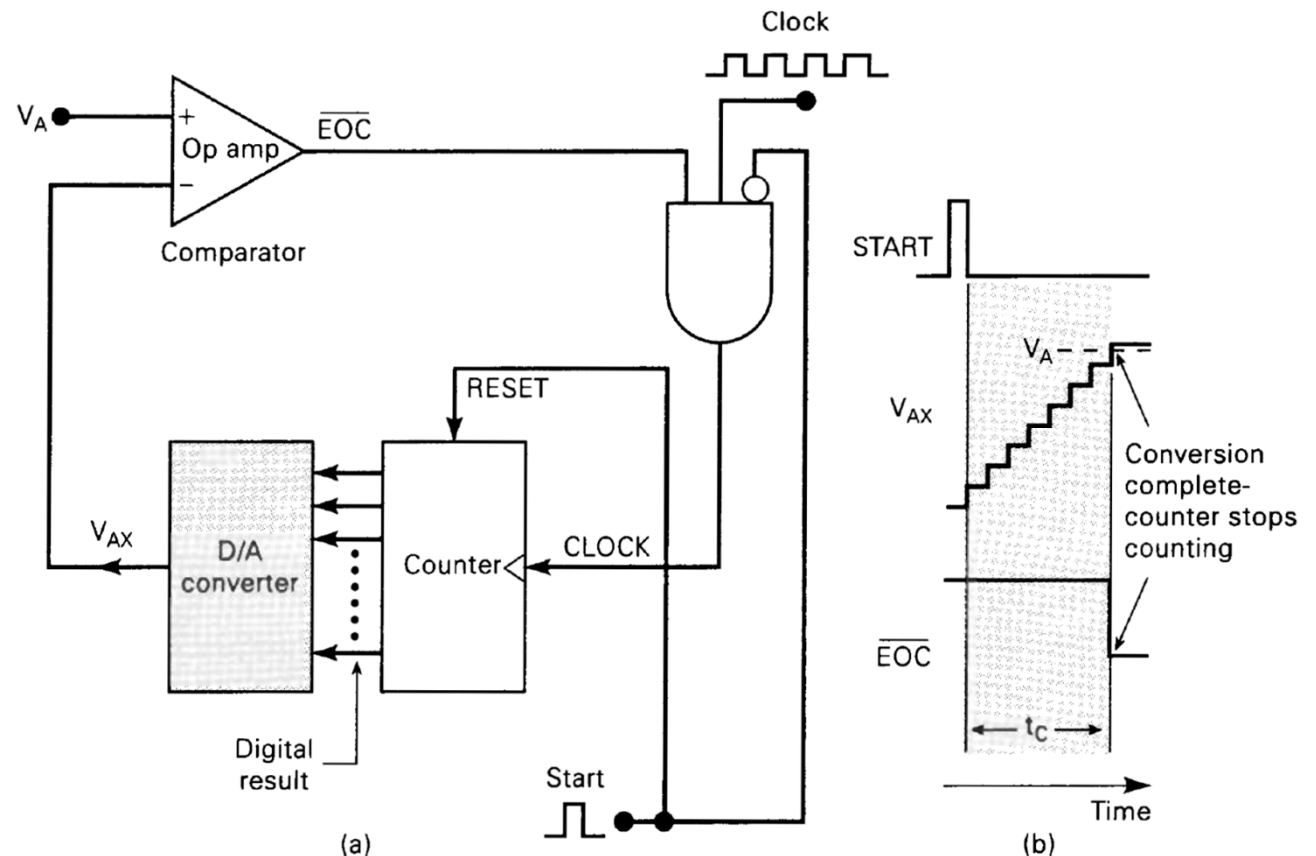 Clock
V_A
+
Op amp
−
Comparator
EOC
RESET
V_AX
D/A
converter
Counter
CLOCK
Digital
result
Start
(a)
START
V_A
V_AX
Conversion
complete-
counter stops
counting
EOC
t_C
Time
(b)